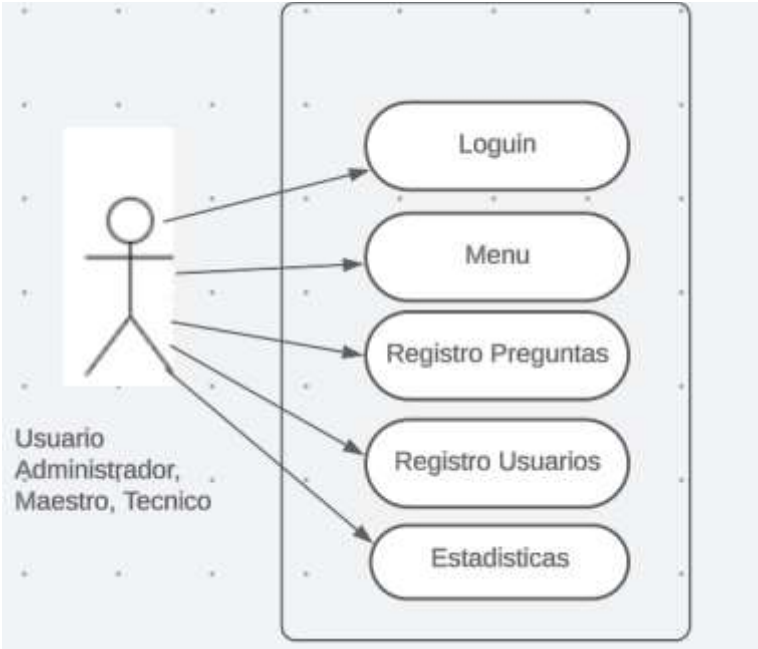 Loguin
Menu
Registro Preguntas
Registro Usuarios
Estadisticas
Usuario
Administrador,
Maestro, Tecnico